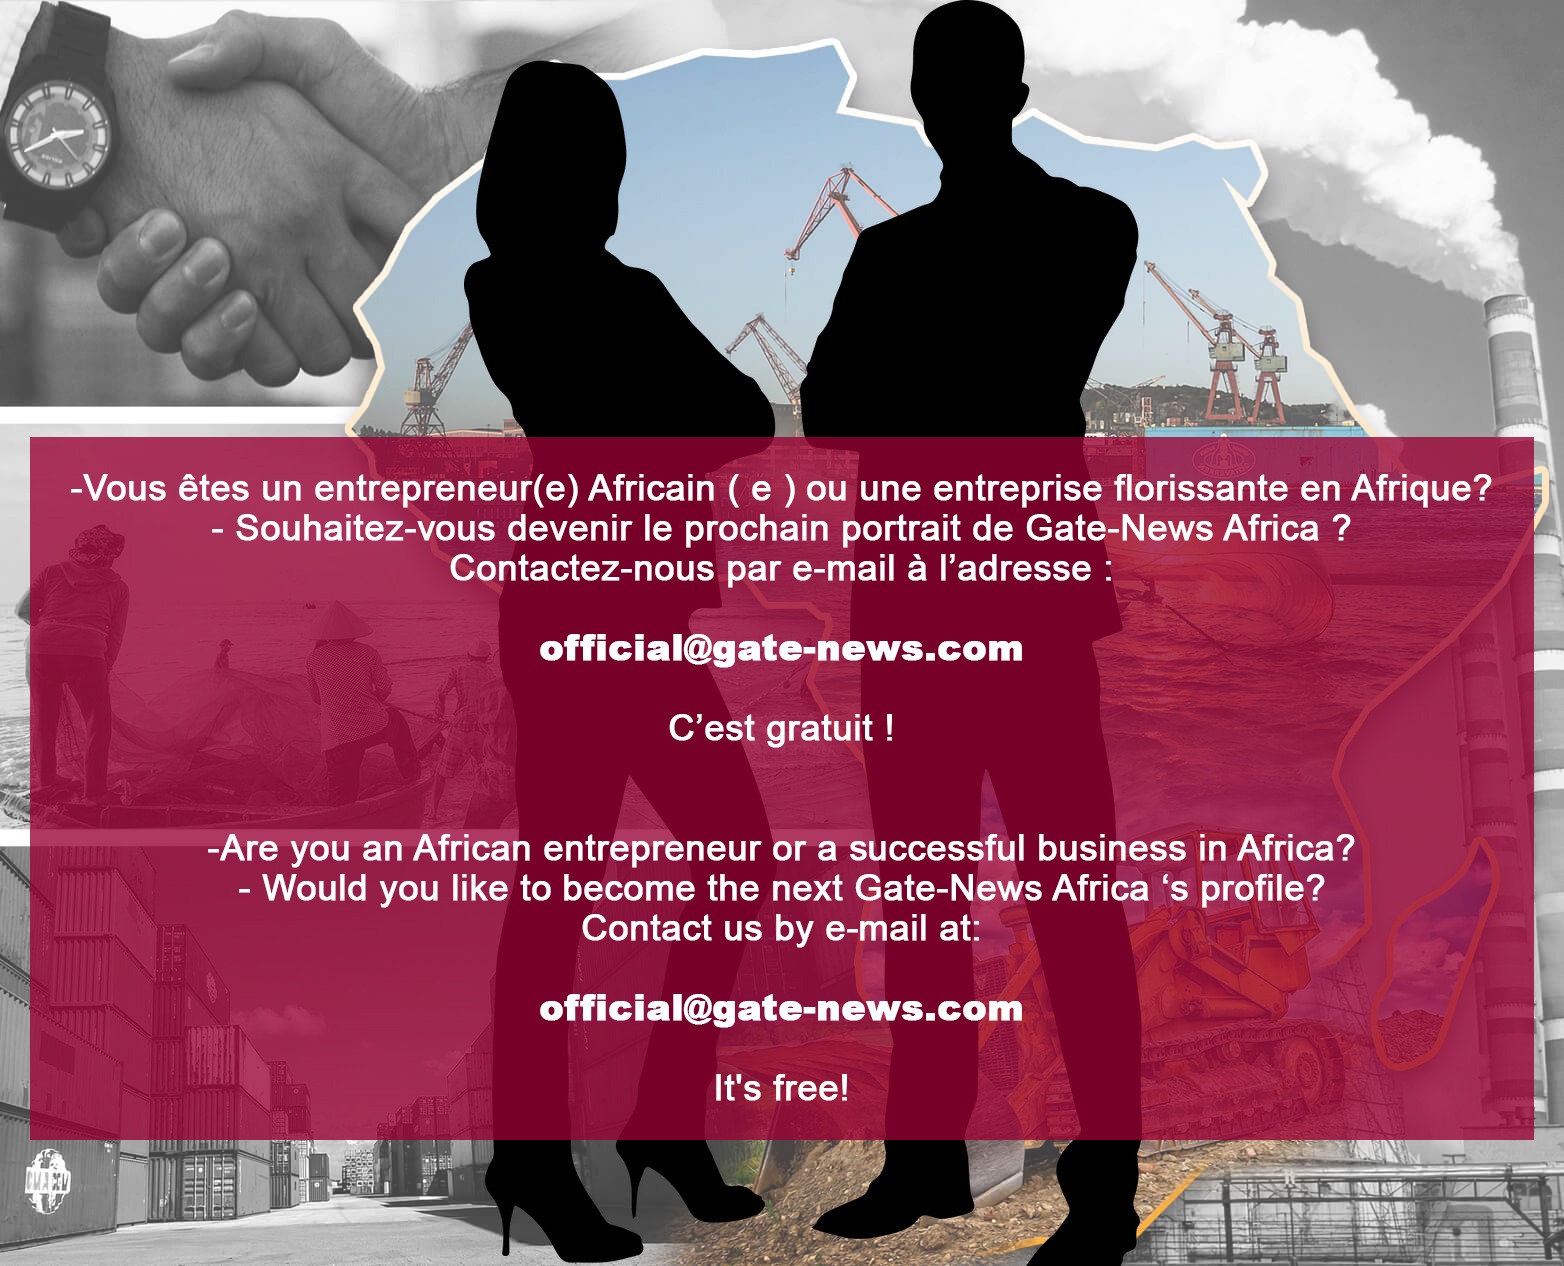 -Vous êtes un entrepreneur(e) Africain ( e ) ou une entreprise florissante en Afrique?
- Souhaitez-vous devenir le prochain portrait de Gate-News Africa ?
Contactez-nous par e-mail à l’adresse :
official@gate-news.com
C’est gratuit !
-Are you an African entrepreneur or a successful business in Africa?
- Would you like to become the next Gate-News Africa ‘s profile?
Contact us by e-mail at:
official@gate-news.com
It's free!